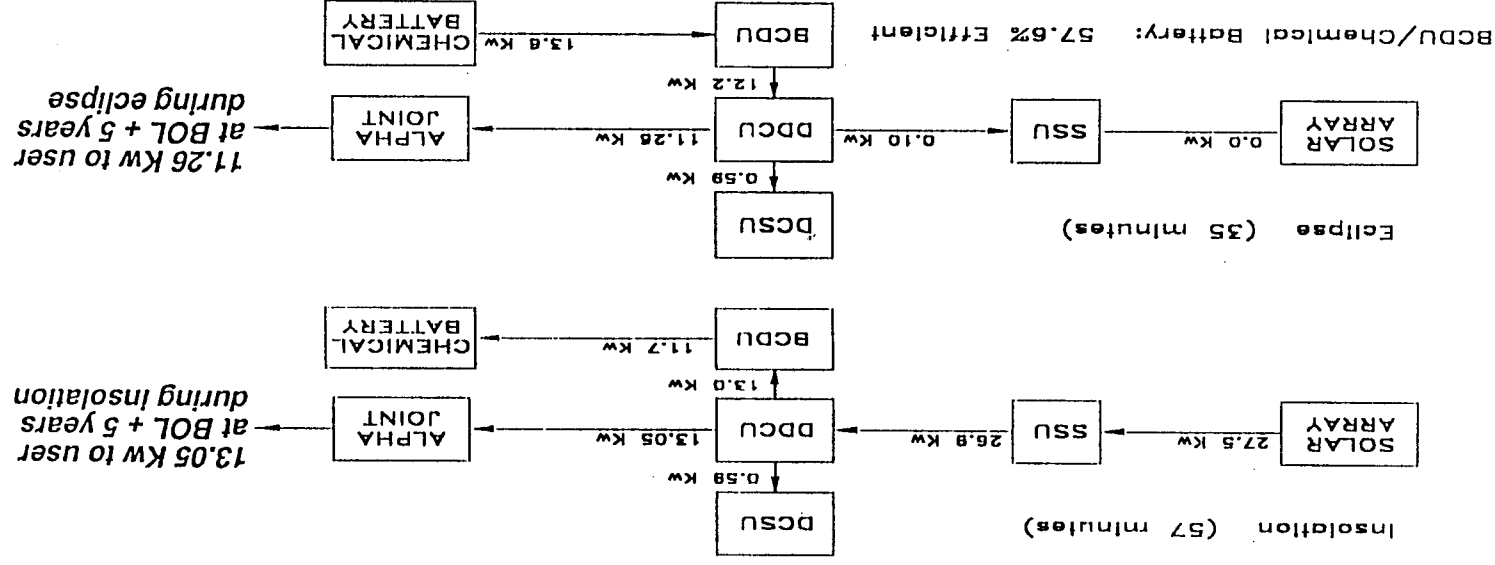 Insolation (57 minutes)
DCSU
0.59 Kw
SOLAR
ARRAY
27.5 Kw
SSU
26.9 Kw
DDCU
13.05 Kw
ALPHA
JOINT
13.05 Kw to user
at BOL + 5 years
during insolation
13.0 Kw
BCDU
11.7 Kw
CHEMICAL
BATTERY
Eclipse (35 minutes)
DCSU
0.59 Kw
SOLAR
ARRAY
0.0 Kw
SSU
0.10 Kw
DDCU
11.26 Kw
ALPHA
JOINT
11.26 Kw to user
at BOL + 5 years
during eclipse
12.2 Kw
BCDU/Chemical Battery: 57.6% Efficient
BCDU
13.6 Kw
CHEMICAL
BATTERY